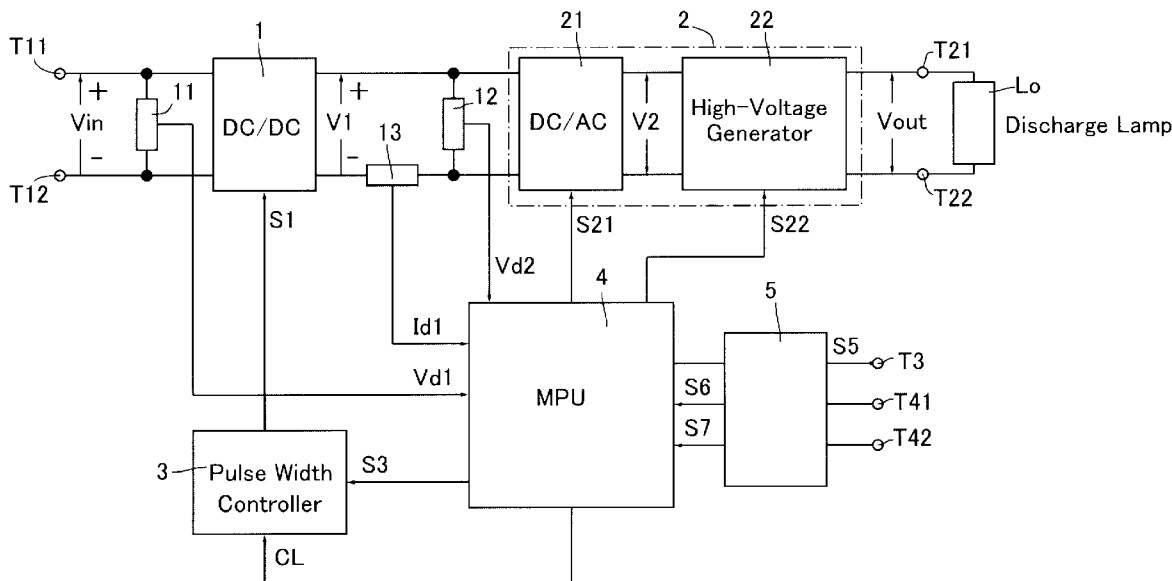 1
21
2
22
T11
T21
+
11
Vin
-
DC/DC
+
V1
-
12
13
DC/AC
V2
High-Voltage
Generator
Vout
Lo
Discharge Lamp
T12
T22
S1
S21
S22
Vd2
4
5
Id1
Vd1
MPU
S5
T3
S6
T41
S7
T42
3
Pulse Width
Controller
S3
CL